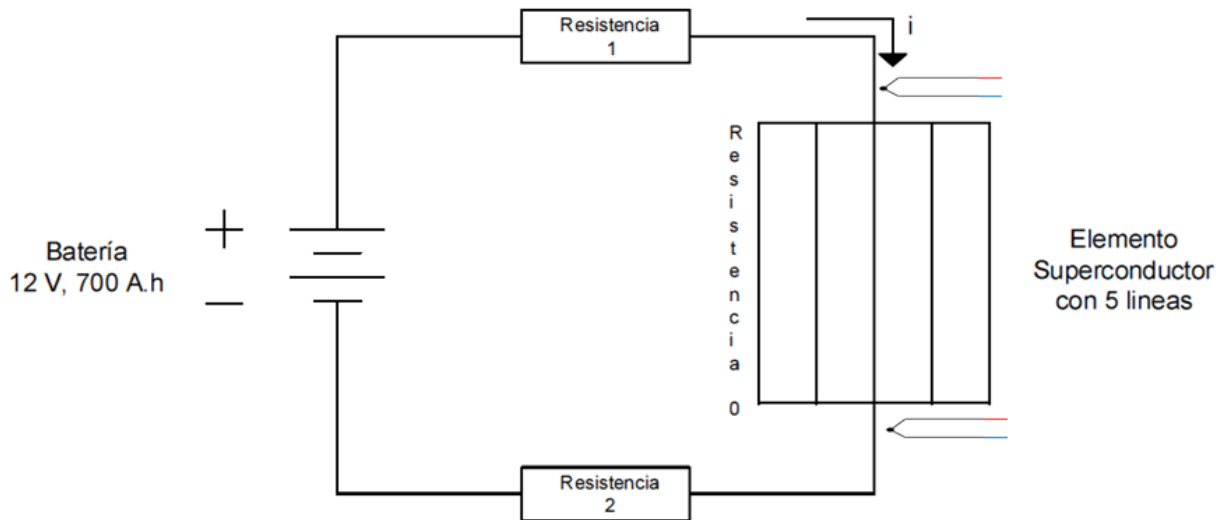 Resistencia
1
i
Batería
12 V, 700 A.h
+
−
R
e
s
i
s
t
e
n
c
i
a
0
Elemento
Superconductor
con 5 lineas
Resistencia
2